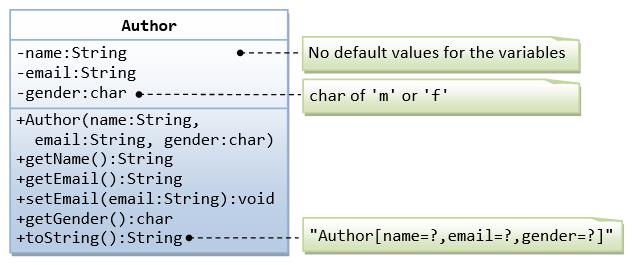 Author
-name:String
-email:String
-gender:char
+Author(name:String,
email:String, gender:char)
+getName():String
+getEmail():String
+setEmail(email:String):void
+getGender():char
+toString():String
No default values for the variables
char of 'm' or 'f'
"Author[name=?,email=?,gender=?]"